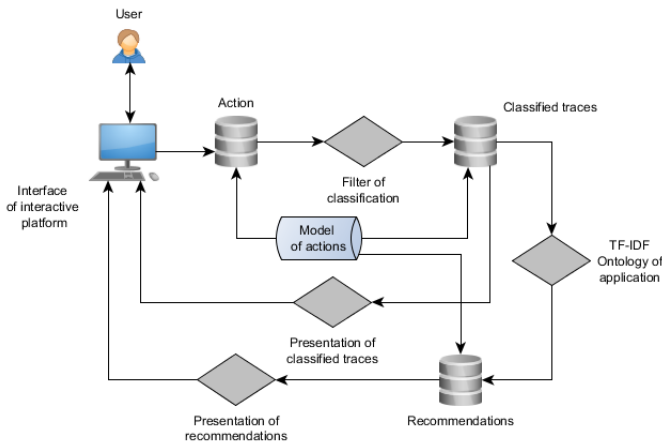 User
Action
Classified traces
Filter of
classification
Interface
of interactive
platform
Model
of actions
TF-IDF
Ontology of
application
Presentation of
classified traces
Presentation of
recommendations
Recommendations